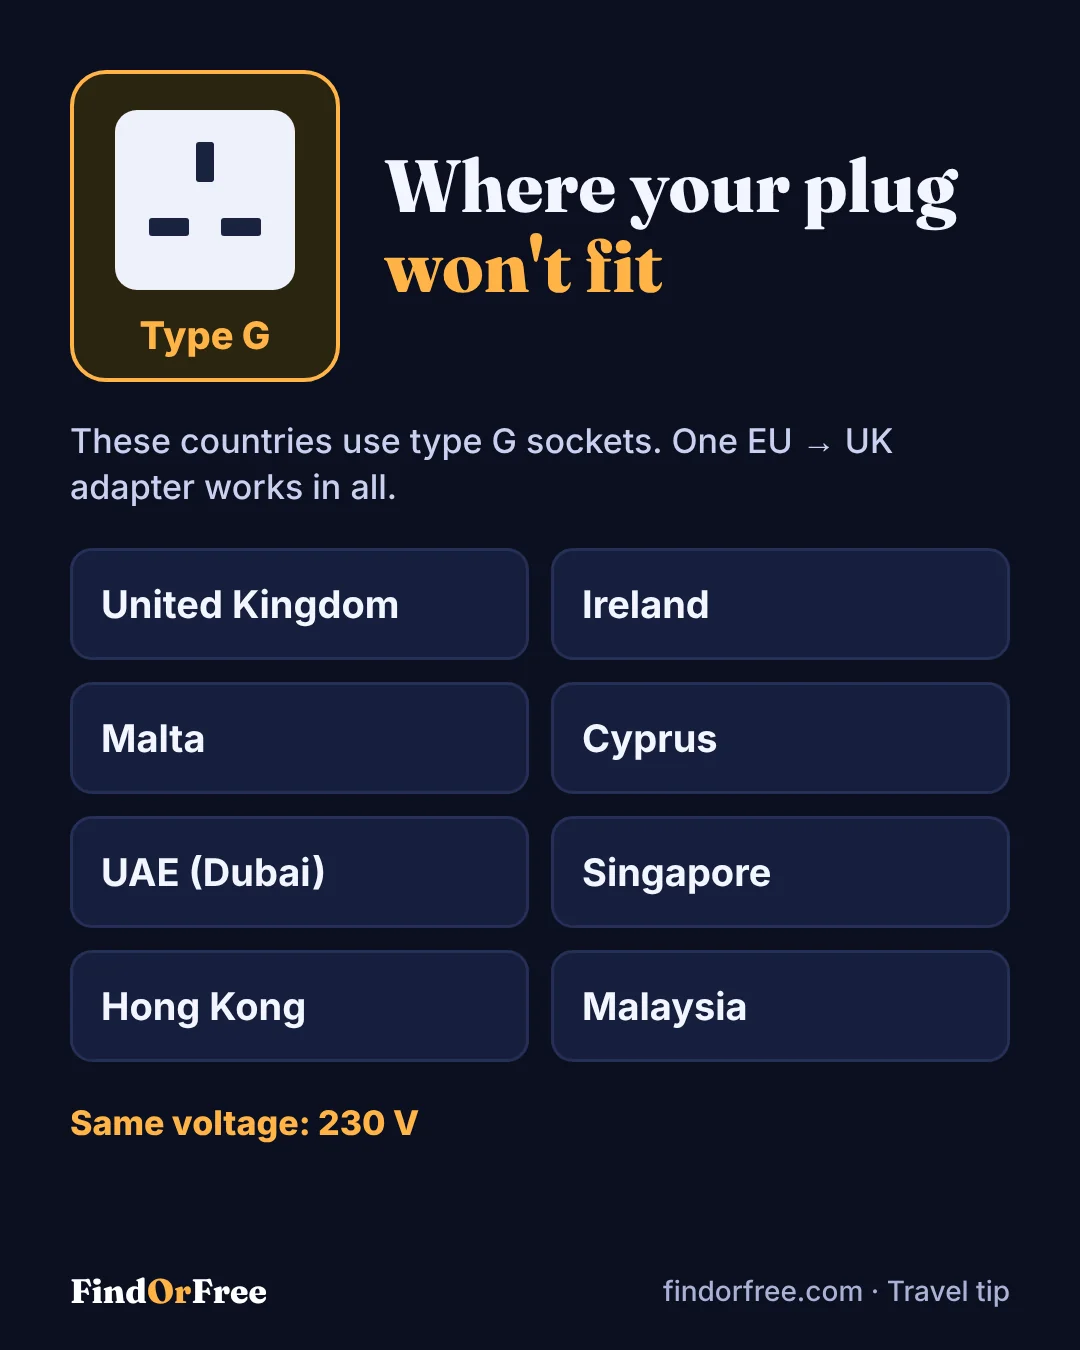 Type G
Where your plug
won't fit
These countries use type G sockets. One EU → UK
adapter works in all.
United Kingdom
Ireland
Malta
Cyprus
UAE (Dubai)
Singapore
Hong Kong
Malaysia
Same voltage: 230 V
FindOrFree
findorfree.com · Travel tip